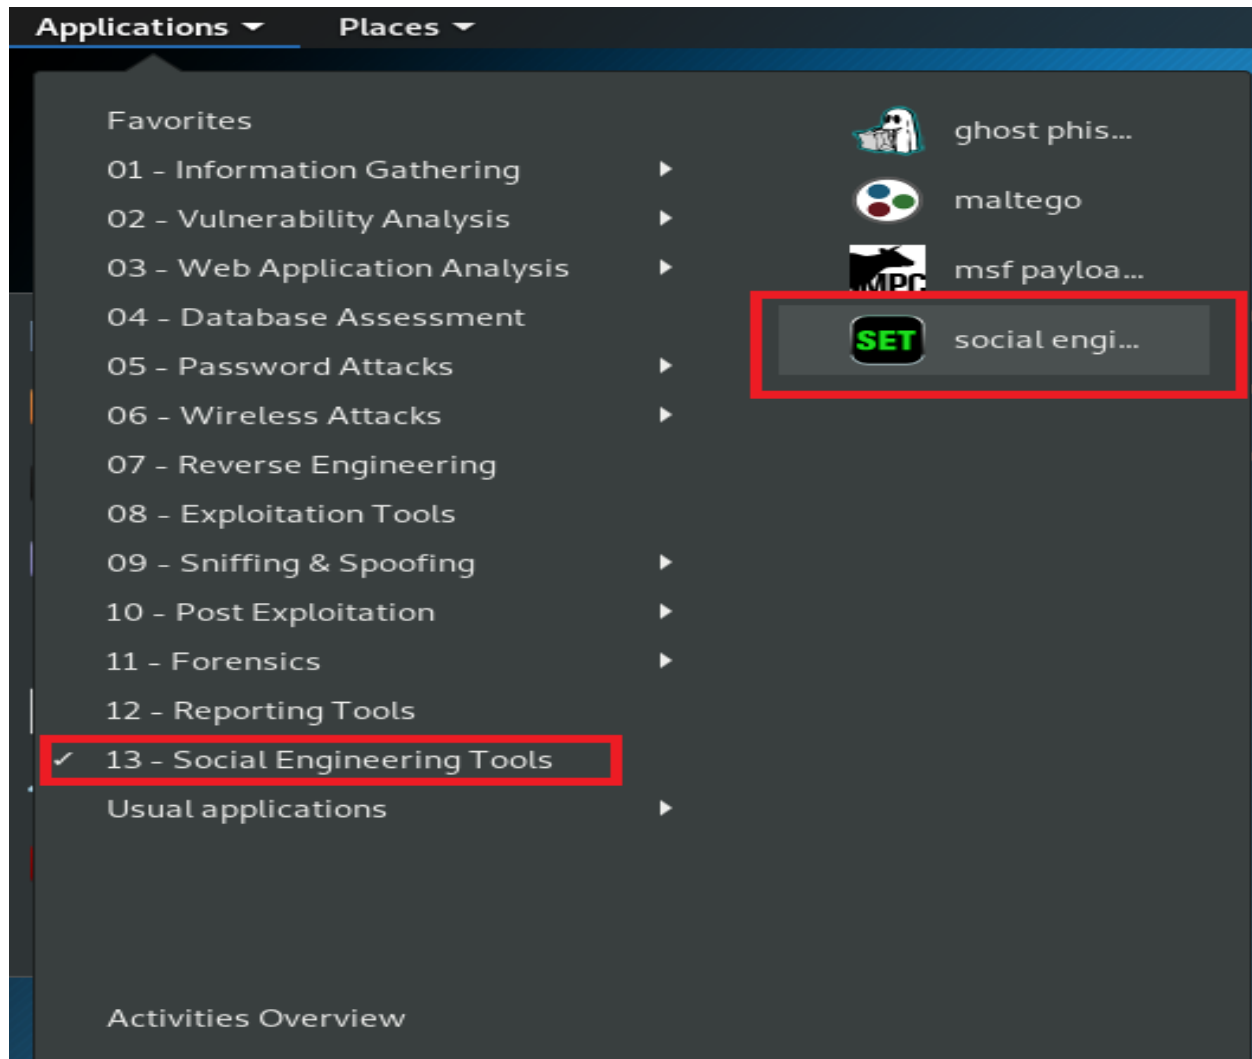 Applications Places
Favorites
01 - Information Gathering
02 - Vulnerability Analysis
03 - Web Application Analysis
04 - Database Assessment
05 - Password Attacks
06 - Wireless Attacks
07 - Reverse Engineering
08 - Exploitation Tools
09 - Sniffing & Spoofing
10 - Post Exploitation
11 - Forensics
12 - Reporting Tools
13 - Social Engineering Tools
Usual applications
Activities Overview
ghost phis...
maltego
MPC msf payloa...
SET social engi...